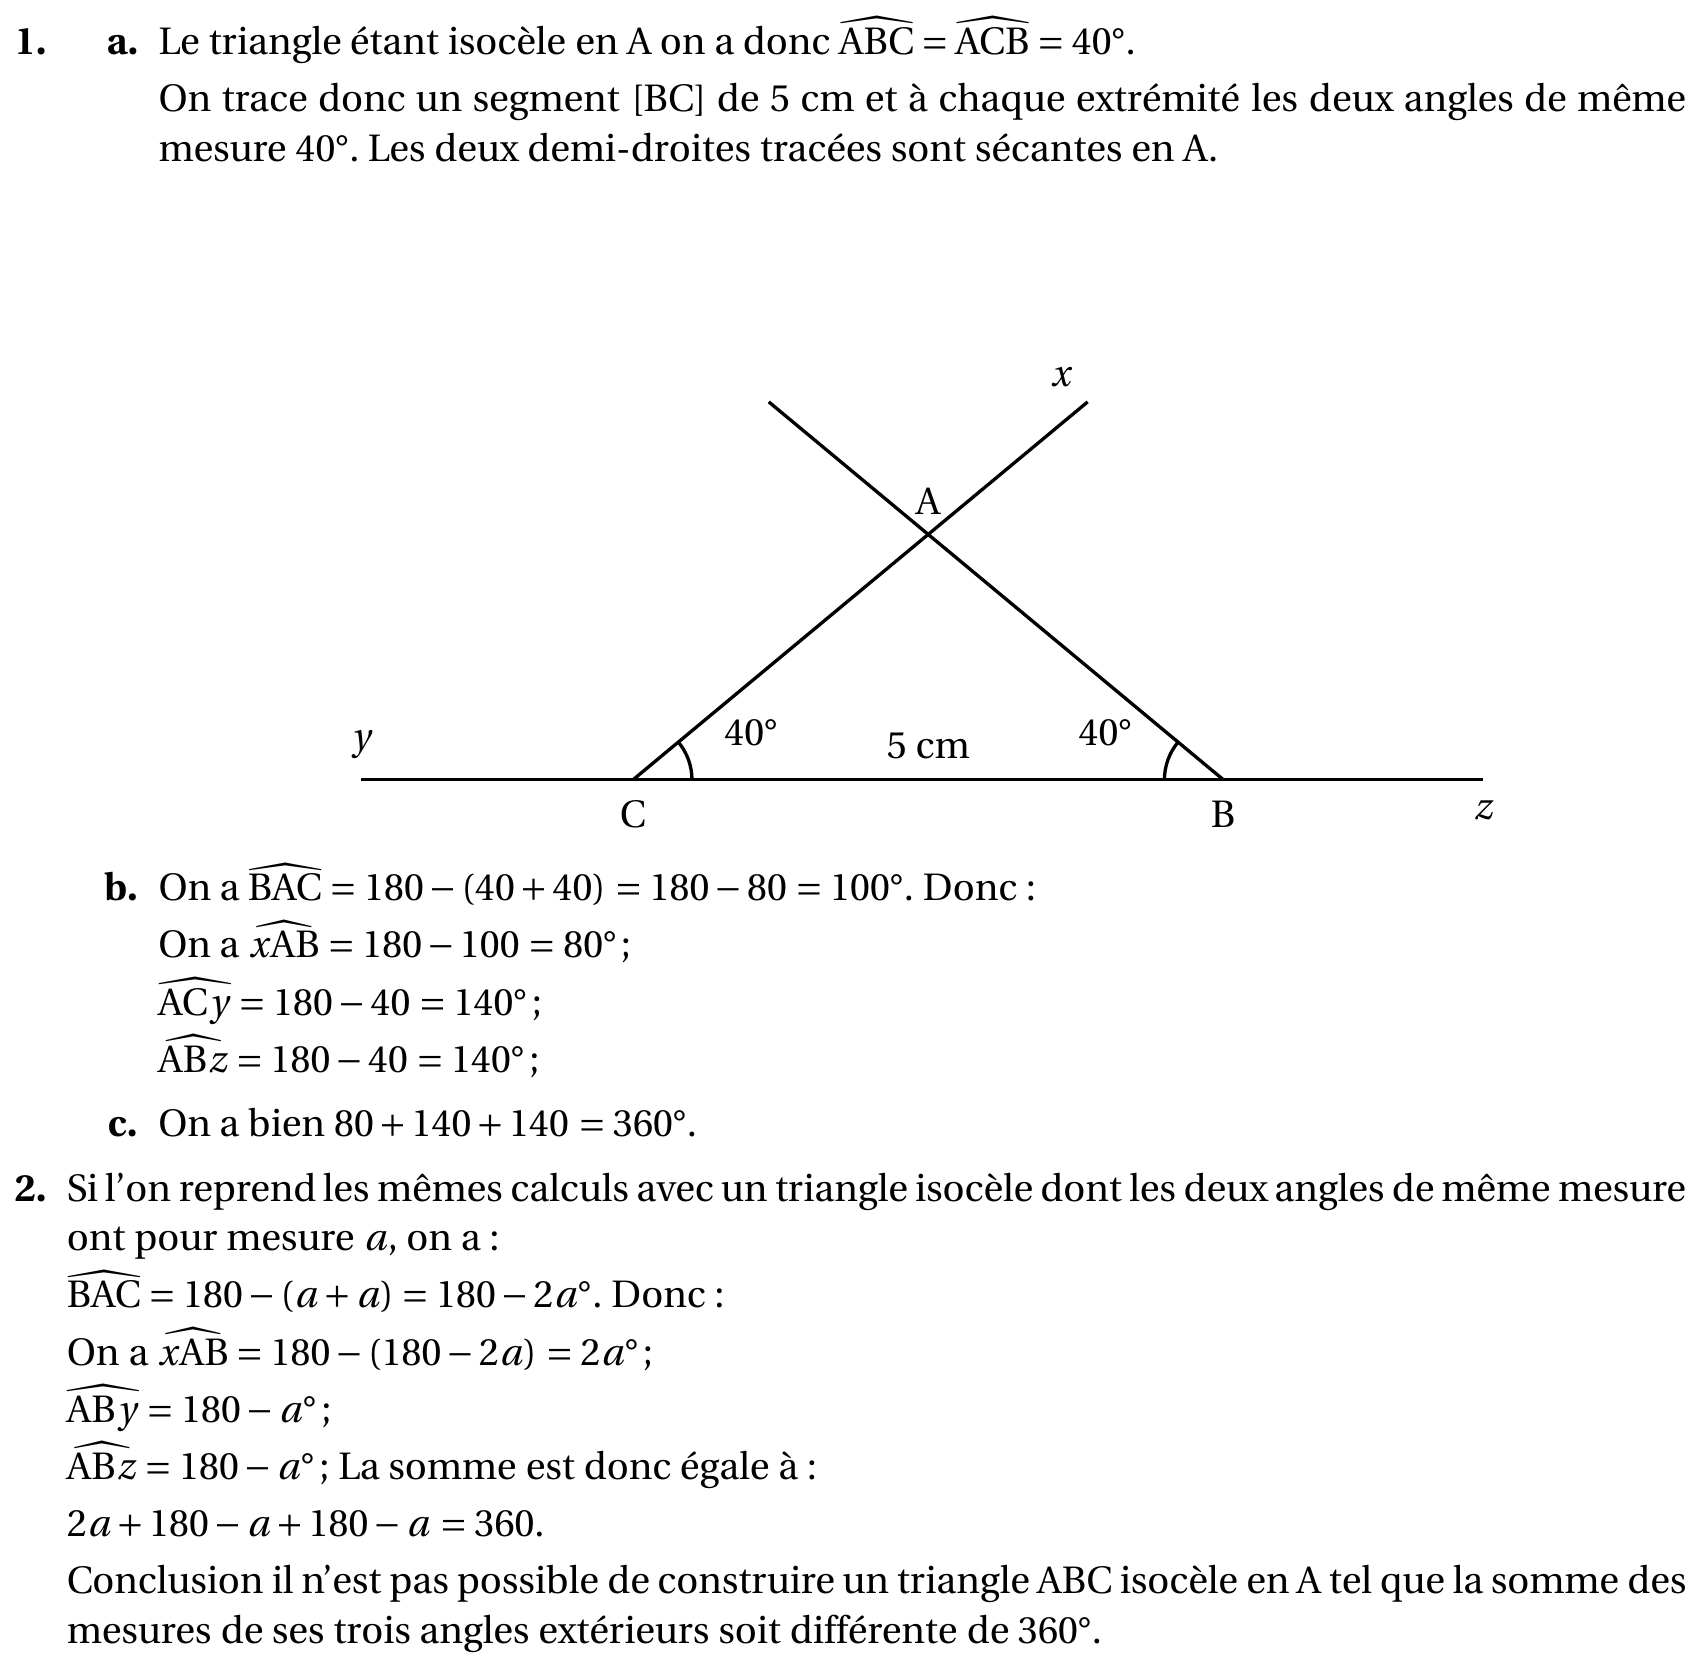 1. a. Le triangle étant isocèle en A on a donc $\widehat{ABC}$ = $\widehat{ACB}$ = 40°.
On trace donc un segment [BC] de 5 cm et à chaque extrémité les deux angles de même
mesure 40°. Les deux demi-droites tracées sont sécantes en A.
x
A
y
40°
5 cm
40°
C
B
z
b. On a $\widehat{BAC}$ = 180 − (40 + 40) = 180 − 80 = 100°. Donc :
On a $\widehat{xAB}$ = 180 − 100 = 80° ;
$\widehat{ACy}$ = 180 − 40 = 140° ;
$\widehat{ABz}$ = 180 − 40 = 140° ;
c. On a bien 80 + 140 + 140 = 360°.
2. Si l’on reprend les mêmes calculs avec un triangle isocèle dont les deux angles de même mesure
ont pour mesure a, on a :
$\widehat{BAC}$ = 180 − (a + a) = 180 − 2a°. Donc :
On a $\widehat{xAB}$ = 180 − (180 − 2a) = 2a° ;
$\widehat{ABy}$ = 180 − a° ;
$\widehat{ABz}$ = 180 − a° ; La somme est donc égale à :
2a + 180 − a + 180 − a = 360.
Conclusion il n’est pas possible de construire un triangle ABC isocèle en A tel que la somme des
mesures de ses trois angles extérieurs soit différente de 360°.